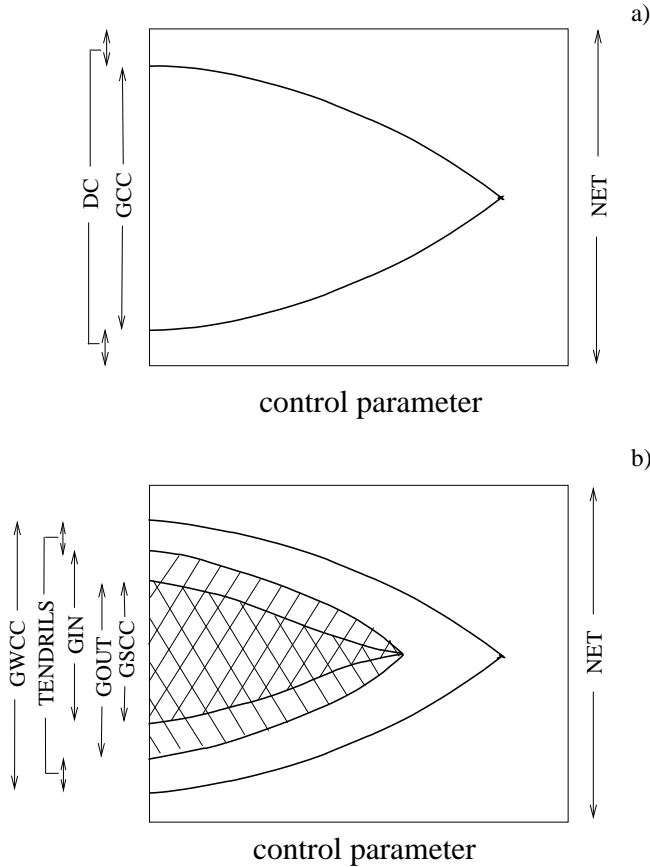 a)
DC
GCC
NET
control parameter
b)
GWCC
TENDRILS
GIN
GOUT
GSCC
NET
control parameter